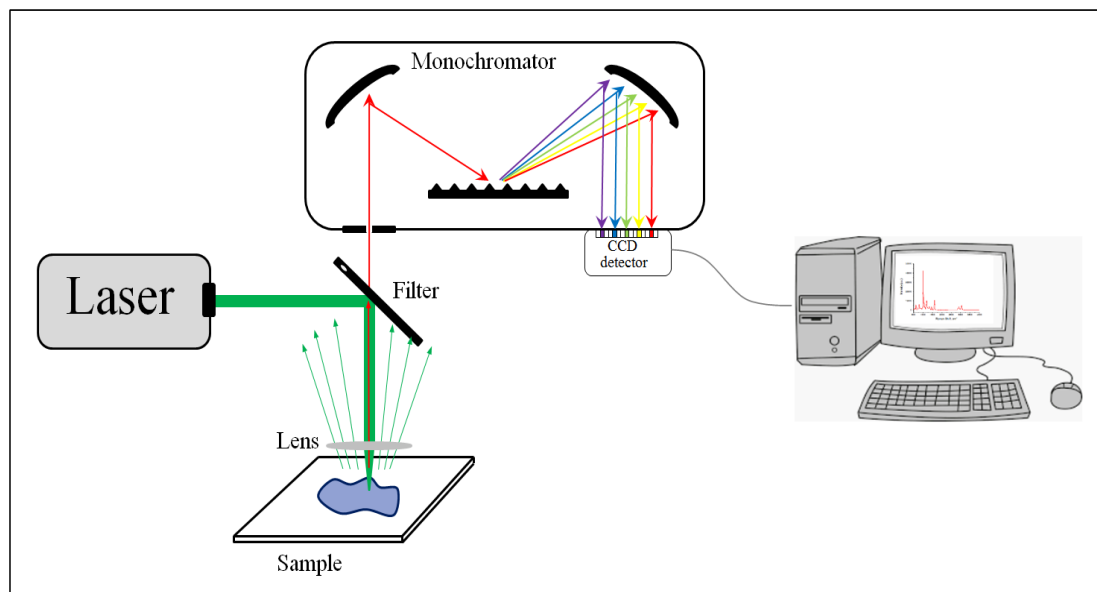 Monochromator
CCD
detector
Laser
Filter
Lens
Sample